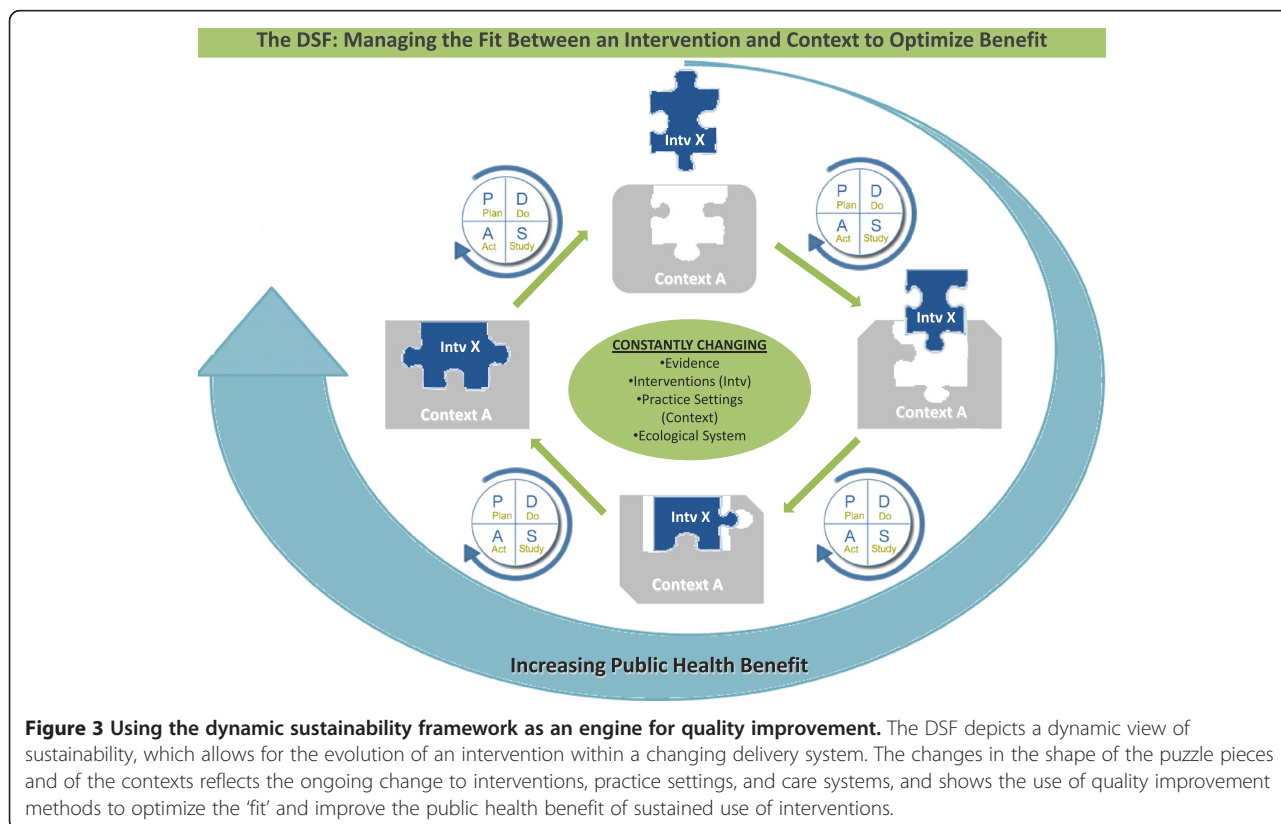 The DSF: Managing the Fit Between an Intervention and Context to Optimize Benefit
Intv X
Context A
P D
Plan Do
A S
Act Study
P D
Plan Do
A S
Act Study
Intv X
Context A
Intv X
Context A
CONSTANTLY CHANGING
•Evidence
•Interventions (Intv)
•Practice Settings
(Context)
•Ecological System
P D
Plan Do
A S
Act Study
P D
Plan Do
A S
Act Study
Intv X
Context A
Increasing Public Health Benefit
Figure 3 Using the dynamic sustainability framework as an engine for quality improvement. The DSF depicts a dynamic view of
sustainability, which allows for the evolution of an intervention within a changing delivery system. The changes in the shape of the puzzle pieces
and of the contexts reflects the ongoing change to interventions, practice settings, and care systems, and shows the use of quality improvement
methods to optimize the ‘fit’ and improve the public health benefit of sustained use of interventions.